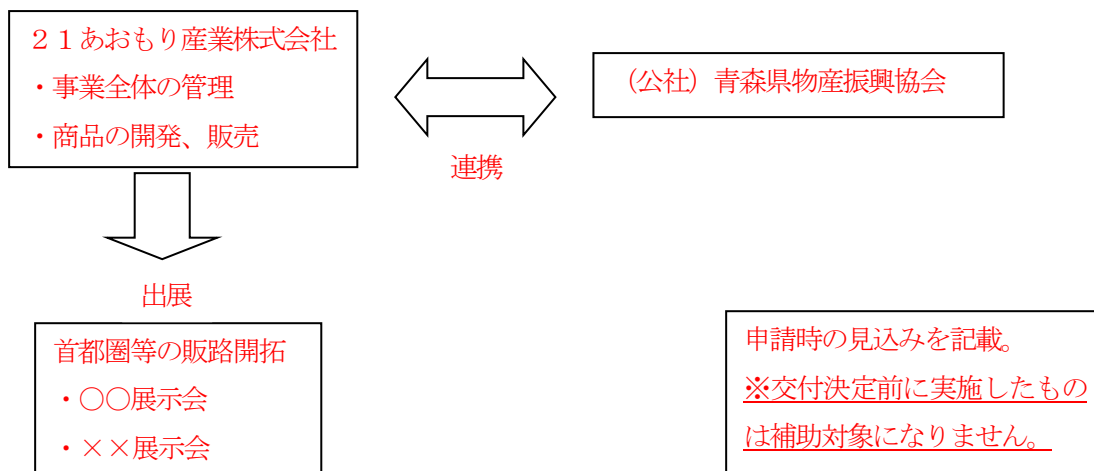 ２１あおもり産業株式会社
・事業全体の管理
・商品の開発、販売
（公社）青森県物産振興協会
連携
出展
首都圏等の販路開拓
・○○展示会
・××展示会
申請時の見込みを記載。
※交付決定前に実施したもの
は補助対象になりません。